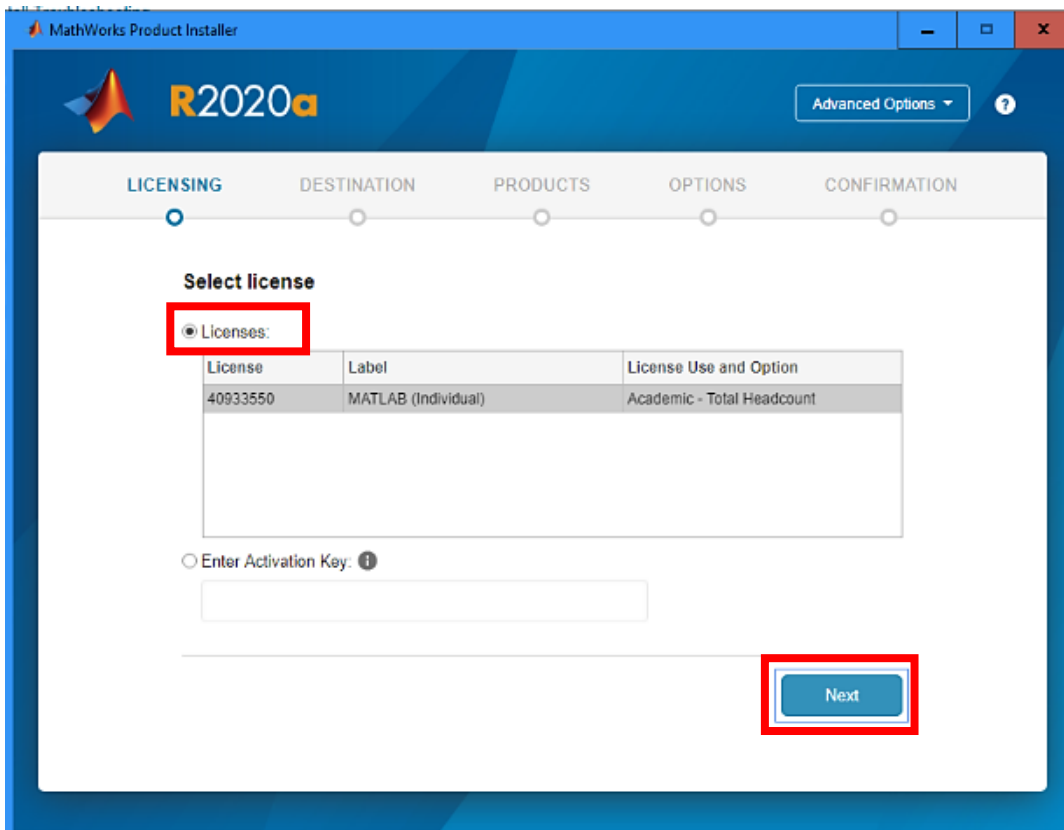 MathWorks Product Installer
R2020a
Advanced Options
?
LICENSING DESTINATION PRODUCTS OPTIONS CONFIRMATION
Select license
Licenses:
License Label License Use and Option
40933550 MATLAB (Individual) Academic - Total Headcount
Enter Activation Key: i
Next